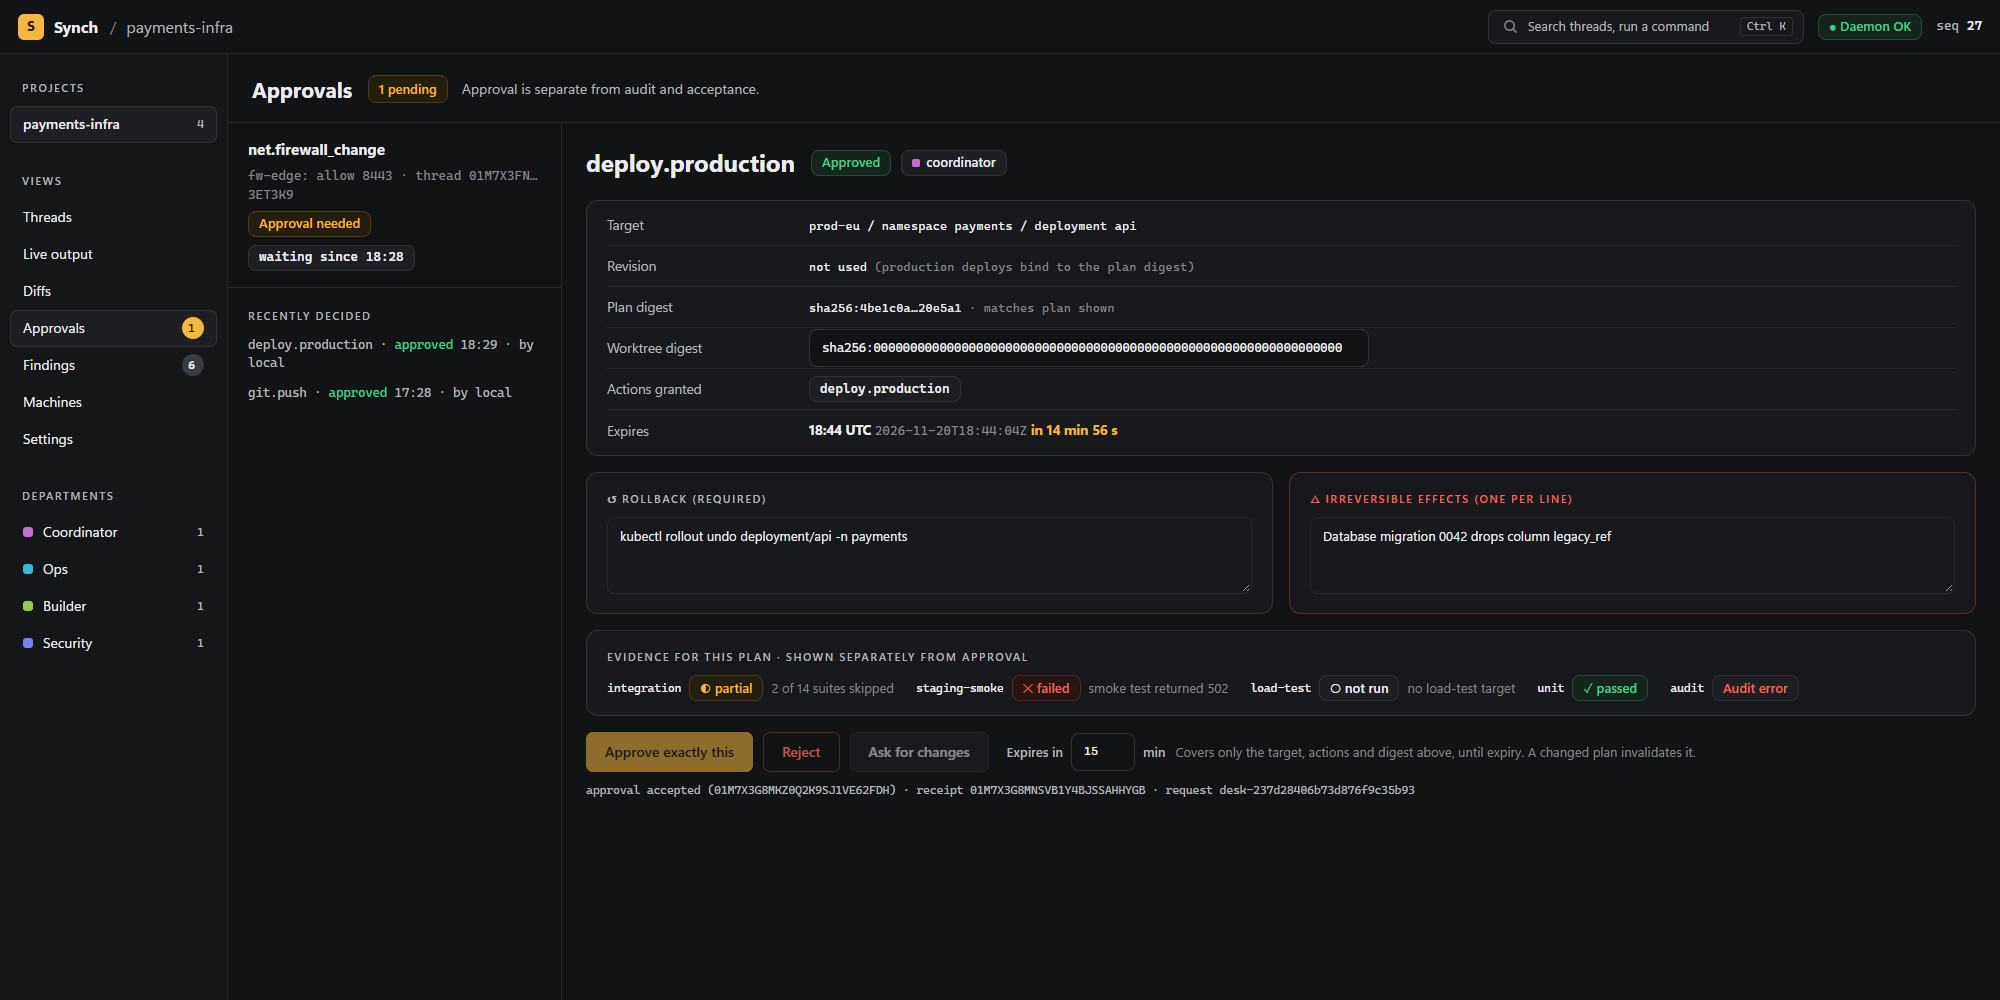 S Synch / payments-infra
Search threads, run a command Ctrl K
Daemon OK
seq 27
PROJECTS
payments-infra 4
VIEWS
Threads
Live output
Diffs
Approvals 1
Findings 6
Machines
Settings
DEPARTMENTS
Coordinator 1
Ops 1
Builder 1
Security 1
Approvals 1 pending Approval is separate from audit and acceptance.
net.firewall_change
fw-edge: allow 8443 · thread 01M7X3FN…
3ET3K9
Approval needed
waiting since 18:28
RECENTLY DECIDED
deploy.production · approved 18:29 · by
local
git.push · approved 17:28 · by local
deploy.production Approved coordinator
Target prod-eu / namespace payments / deployment api
Revision not used (production deploys bind to the plan digest)
Plan digest sha256:4be1c0a…20e5a1 · matches plan shown
Worktree digest sha256:0000000000000000000000000000000000000000000000000000000000000000
Actions granted deploy.production
Expires 18:44 UTC 2026-11-20T18:44:04Z in 14 min 56 s
↺ ROLLBACK (REQUIRED)
kubectl rollout undo deployment/api -n payments
△ IRREVERSIBLE EFFECTS (ONE PER LINE)
Database migration 0042 drops column legacy_ref
EVIDENCE FOR THIS PLAN · SHOWN SEPARATELY FROM APPROVAL
integration partial 2 of 14 suites skipped staging-smoke failed smoke test returned 502 load-test not run no load-test target unit ✓ passed audit Audit error
Approve exactly this Reject Ask for changes Expires in 15 min Covers only the target, actions and digest above, until expiry. A changed plan invalidates it.
approval accepted (01M7X3G8MKZ0Q2K9SJ1VE62FDH) · receipt 01M7X3G8MNSVB1Y4BJSSAHHYGB · request desk-237d28406b73d876f9c35b93